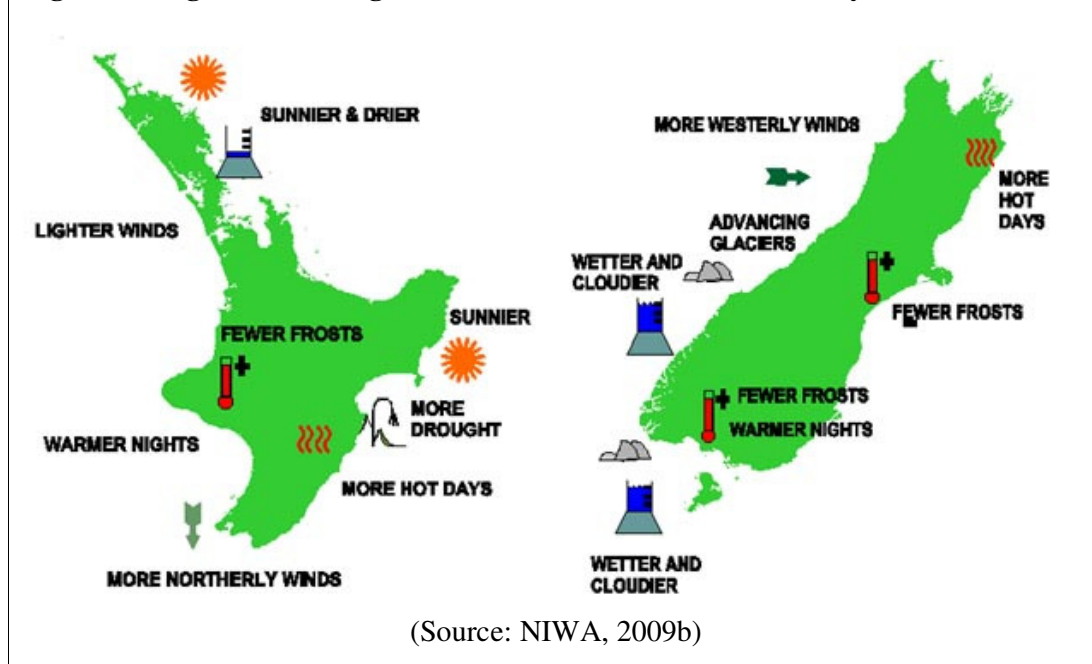 SUNNIER & DRIER
LIGHTER WINDS
FEWER FROSTS
SUNNIER
MORE
DROUGHT
WARMER NIGHTS
MORE HOT DAYS
MORE NORTHERLY WINDS
MORE WESTERLY WINDS
MORE
HOT
DAYS
ADVANCING
GLACIERS
WETTER AND
CLOUDIER
FEWER FROSTS
FEWER FROSTS
WARMER NIGHTS
WETTER AND
CLOUDIER
(Source: NIWA, 2009b)